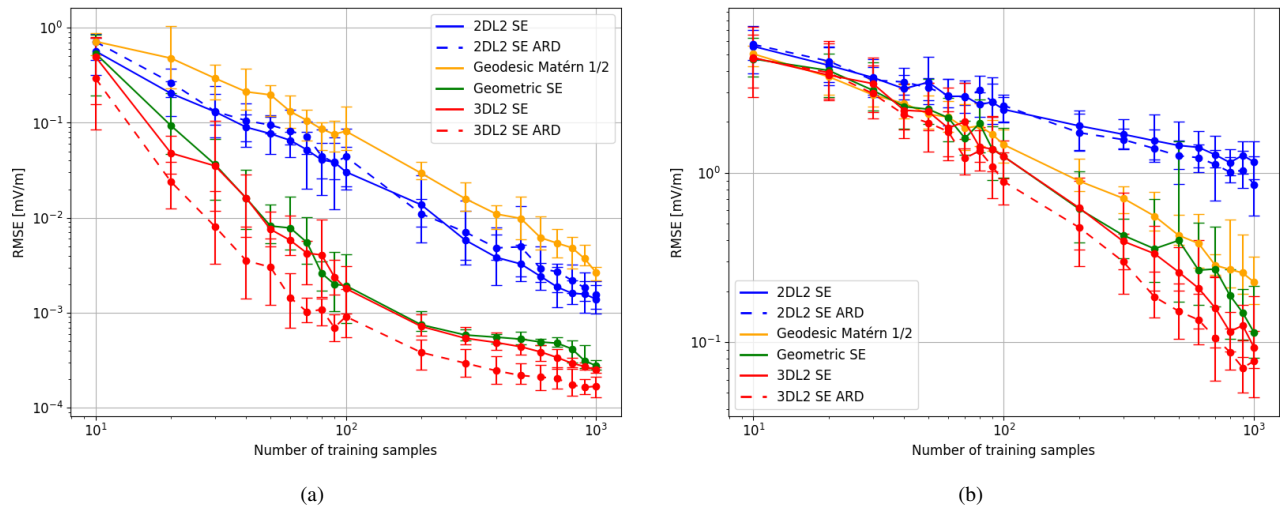 10⁰
10⁻¹
10⁻²
10⁻³
10⁻⁴
RMSE [mV/m]
2DL2 SE
2DL2 SE ARD
Geodesic Matérn 1/2
Geometric SE
3DL2 SE
3DL2 SE ARD
10¹
10²
10³
Number of training samples
(a)
10⁰
10⁻¹
RMSE [mV/m]
2DL2 SE
2DL2 SE ARD
Geodesic Matérn 1/2
Geometric SE
3DL2 SE
3DL2 SE ARD
10¹
10²
10³
Number of training samples
(b)